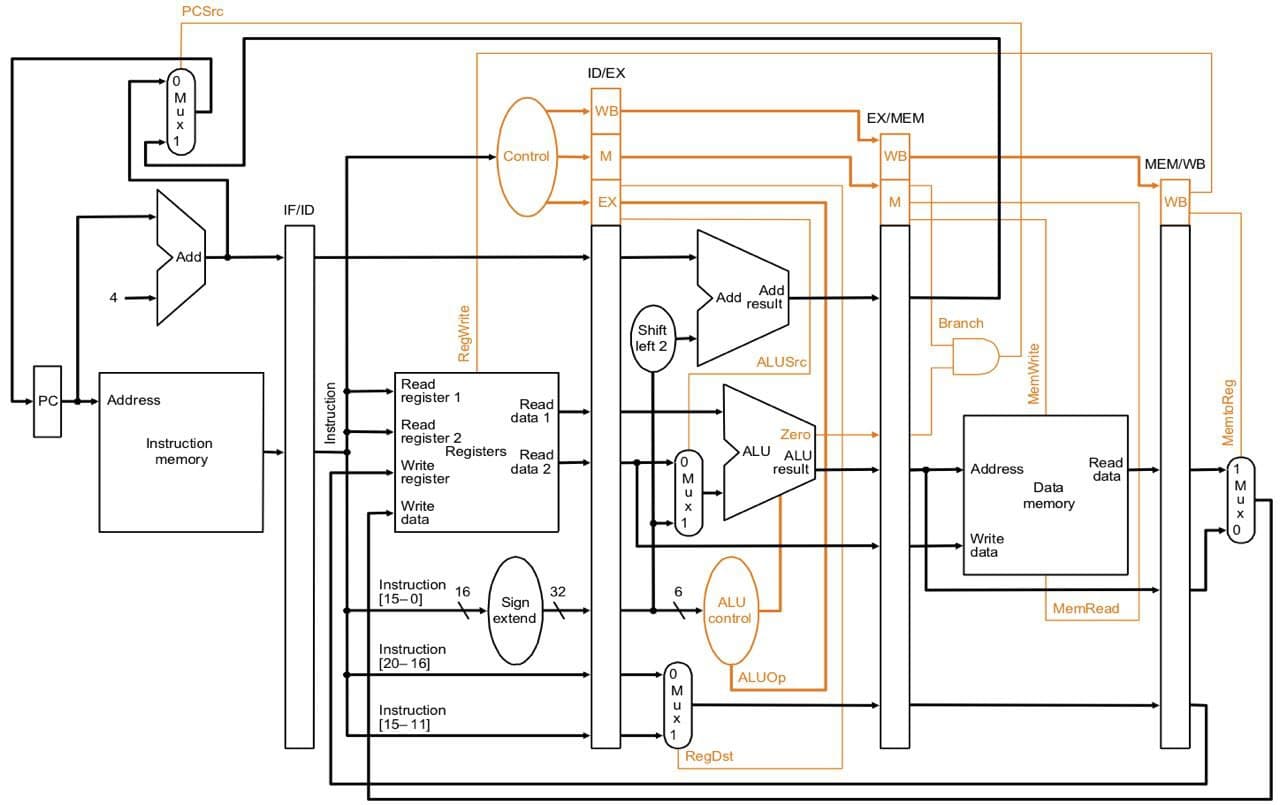 PCSrc
ID/EX
WB
EX/MEM
Control
M
WB
MEM/WB
EX
M
WB
0
M
u
x
1
IF/ID
Add
4
Add
Add
result
Shift
left 2
RegWrite
Branch
ALUSrc
MemWrite
MemtoReg
PC
Address
Instruction
memory
Instruction
Read
register 1
Read
register 2
Registers
Write
register
Write
data
Read
data 1
Read
data 2
0
M
u
x
1
Zero
ALU
ALU
result
Address
Read
data
Data
memory
Write
data
1
M
u
x
0
Instruction
[15–0]
16
Sign
extend
32
6
ALU
control
MemRead
Instruction
[20–16]
ALUOp
0
M
u
x
1
Instruction
[15–11]
RegDst